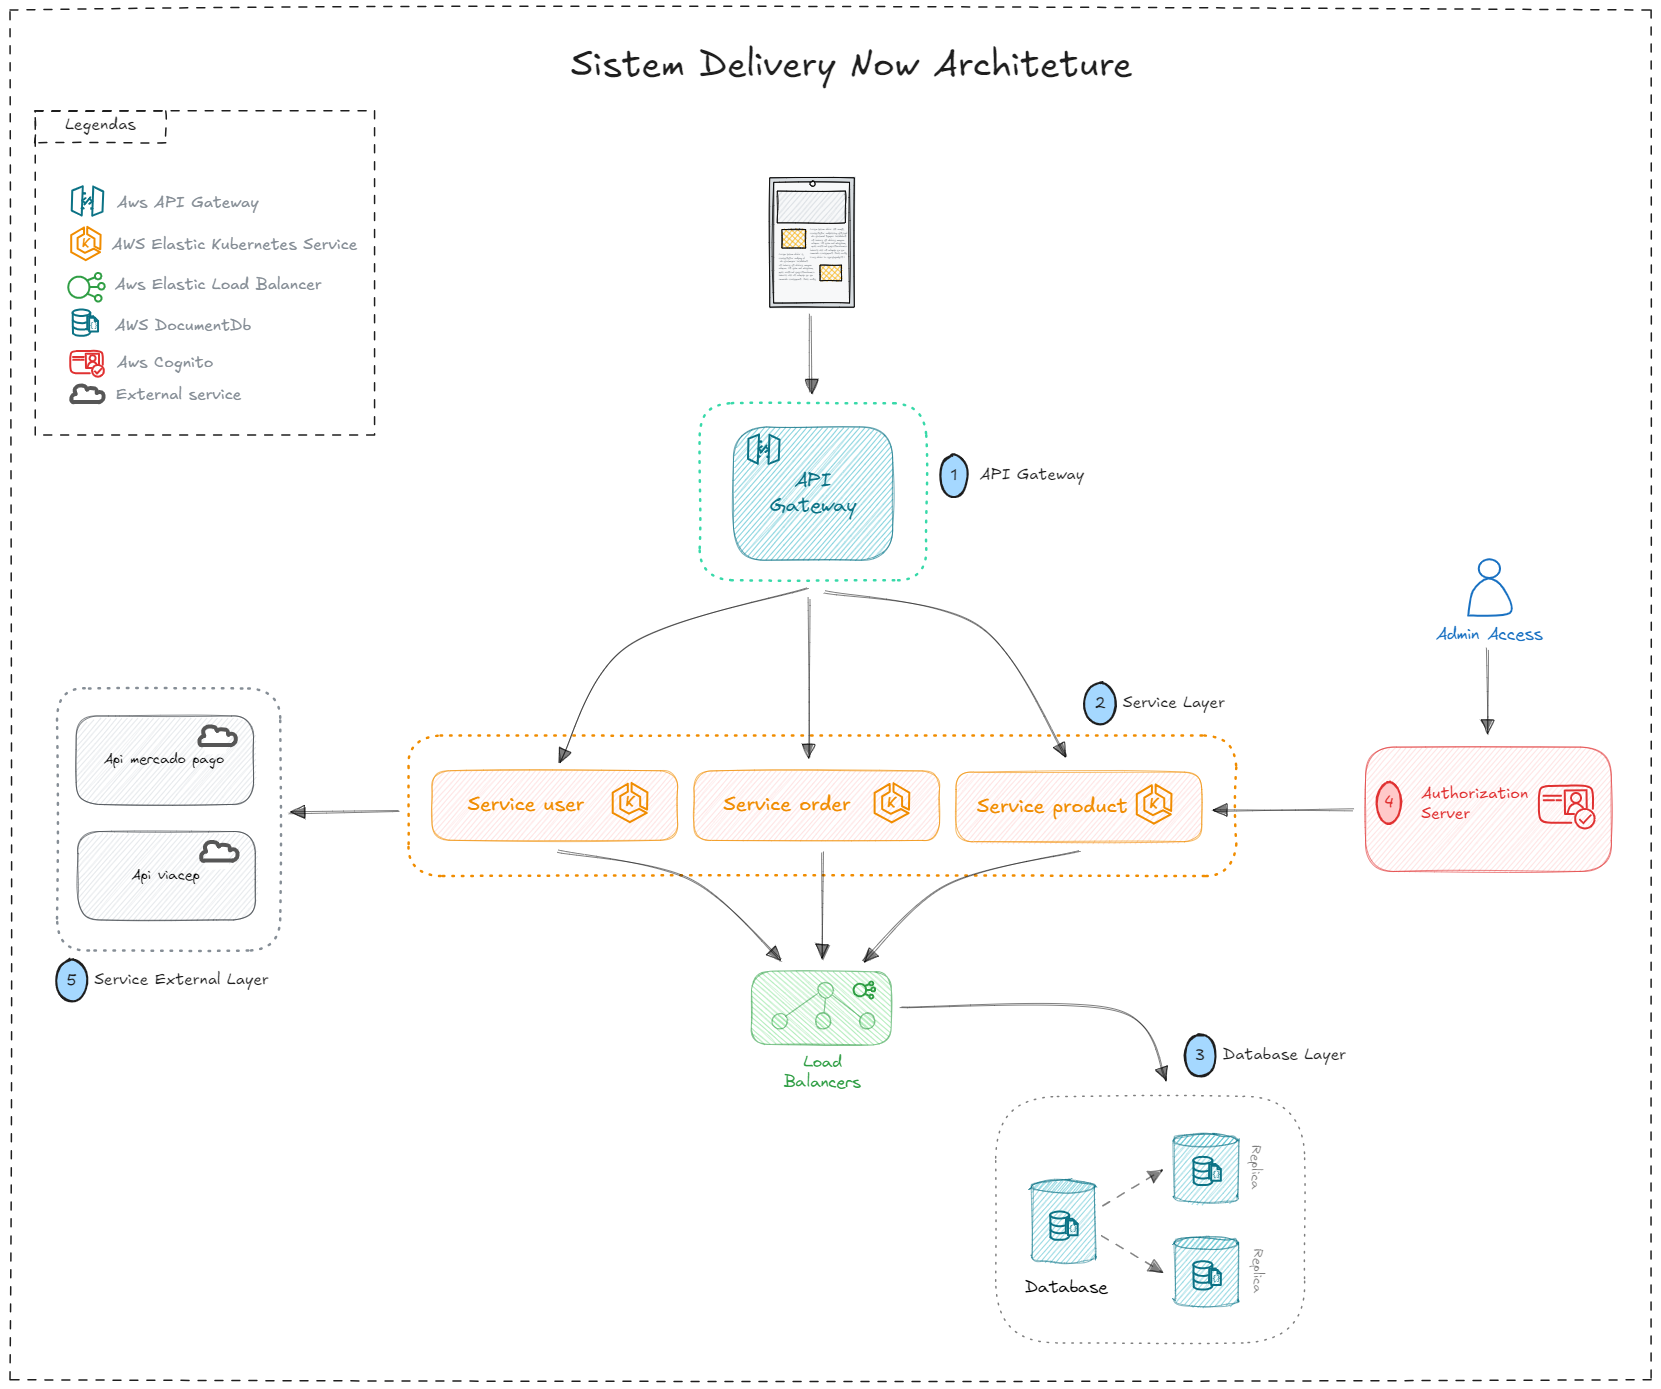 Sistem Delivery Now Architeture
Legendas
Aws API Gateway
AWS Elastic Kubernetes Service
Aws Elastic Load Balancer
AWS DocumentDb
Aws Cognito
External service
API
Gateway
1 API Gateway
Admin Access
2 Service Layer
Api mercado pago
Api viacep
5 Service External Layer
Service user
Service order
Service product
4 Authorization
Server
Load
Balancers
3 Database Layer
Database
Replica
Replica